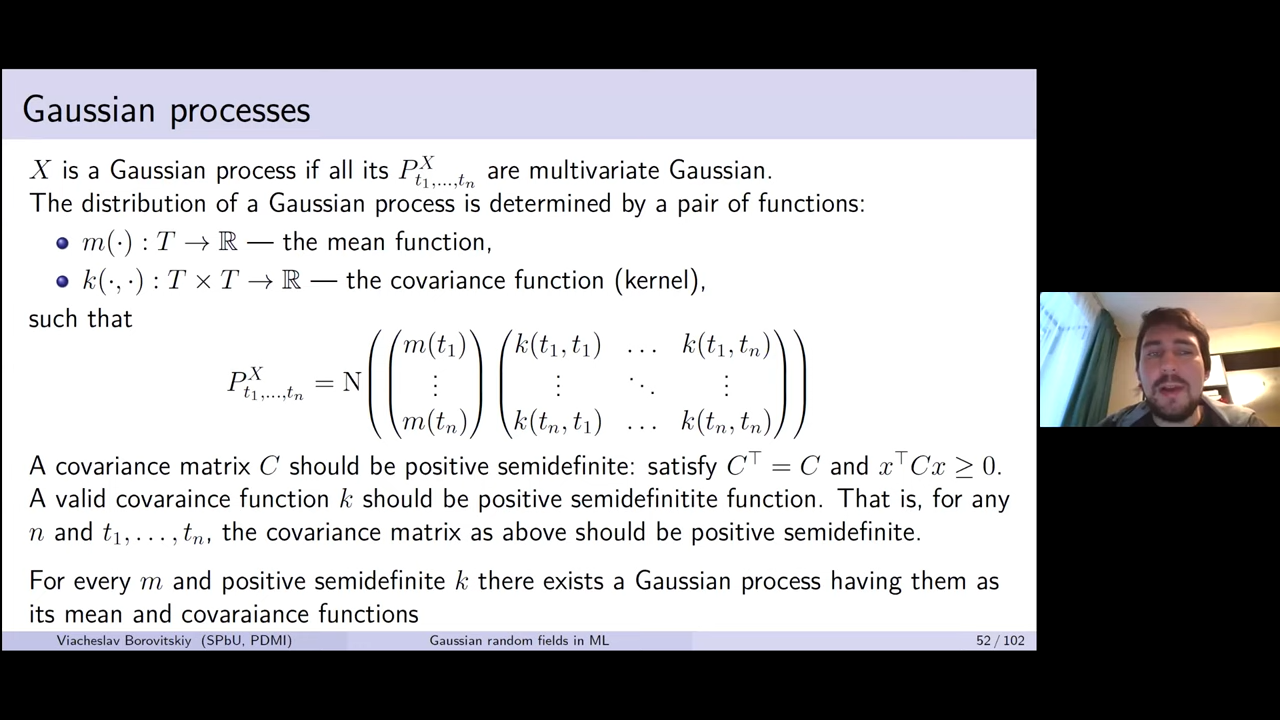 Gaussian processes
X is a Gaussian process if all its P^X_{t_1,...,t_n} are multivariate Gaussian.
The distribution of a Gaussian process is determined by a pair of functions:
m(·) : T → ℝ — the mean function,
k(·, ·) : T × T → ℝ — the covariance function (kernel),
such that
P^X_{t_1,...,t_n} = N((m(t_1) ⋮ m(t_n)) (k(t_1, t_1) … k(t_1, t_n) ⋮ ⋱ ⋮ k(t_n, t_1) … k(t_n, t_n)))
A covariance matrix C should be positive semidefinite: satisfy C^⊤ = C and x^⊤Cx ≥ 0.
A valid covaraince function k should be positive semidefinitite function. That is, for any
n and t_1, . . . , t_n, the covariance matrix as above should be positive semidefinite.
For every m and positive semidefinite k there exists a Gaussian process having them as
its mean and covaraiance functions
Viacheslav Borovitskiy (SPbU, PDMI) Gaussian random fields in ML 52 / 102